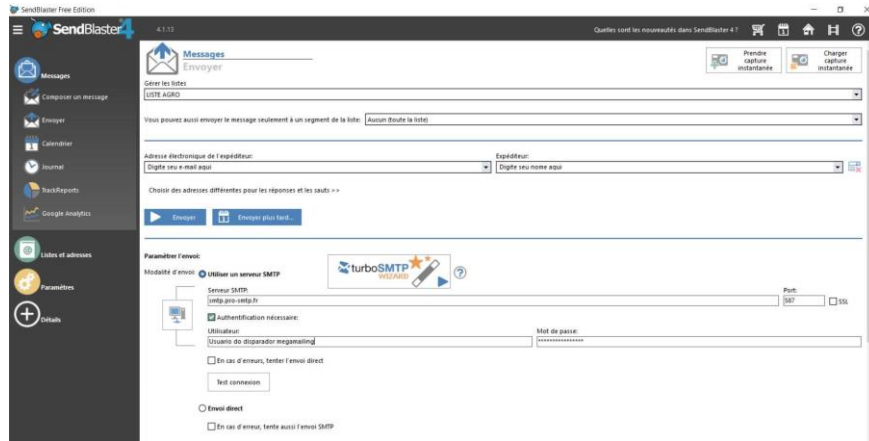 SendBlaster Free Edition
SendBlaster 4
4.1.13
Quelles sont les nouveautés dans SendBlaster 4 ?
Messages
Composer un message
Envoyer
Calendrier
Journal
TrackReports
Google Analytics
Listes et adresses
Paramètres
Détails
Messages
Envoyer
Prendre capture instantanée
Charger capture instantanée
Gérer les listes
LISTE AGRO
Vous pouvez aussi envoyer le message seulement à un segment de la liste: Aucun (toute la liste)
Adresse électronique de l'expéditeur: Expéditeur:
Digite seu e-mail aqui Digite seu nome aqui
Choisir des adresses différentes pour les réponses et les sauts >>
Envoyer Envoyer plus tard...
Paramétrer l'envoi:
Modalité d'envoi Utiliser un serveur SMTP
turboSMTP
WIZARD
Serveur SMTP: Port:
smtp.pro-smtp.fr 587 SSL
Authentification nécessaire:
Utilisateur: Mot de passe:
Usuario do disparador megamailing ****************
En cas d'erreurs, tenter l'envoi direct
Test connexion
Envoi direct
En cas d'erreur, tente aussi l'envoi SMTP